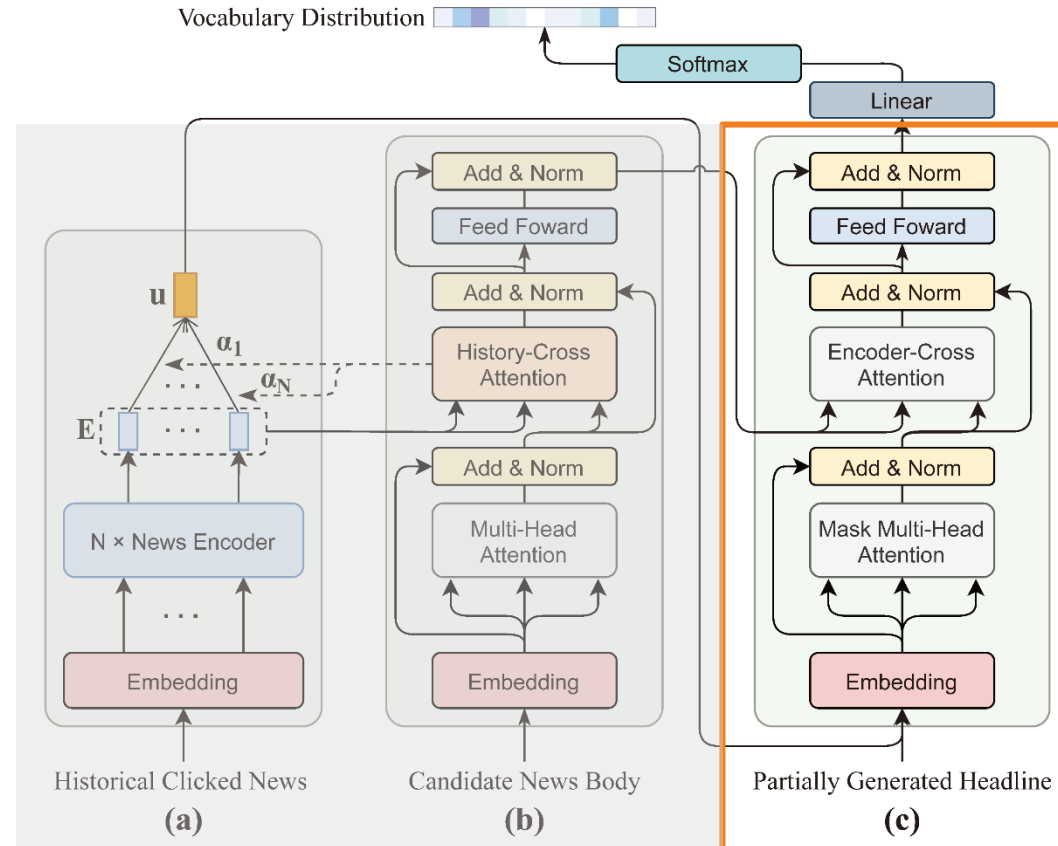 Vocabulary Distribution
Softmax
Linear
u
α1
. . .
αN
E
. . .
N × News Encoder
. . .
Embedding
Historical Clicked News
(a)
Add & Norm
Feed Foward
Add & Norm
History-Cross
Attention
Add & Norm
Multi-Head
Attention
Embedding
Candidate News Body
(b)
Add & Norm
Feed Foward
Add & Norm
Encoder-Cross
Attention
Add & Norm
Mask Multi-Head
Attention
Embedding
Partially Generated Headline
(c)